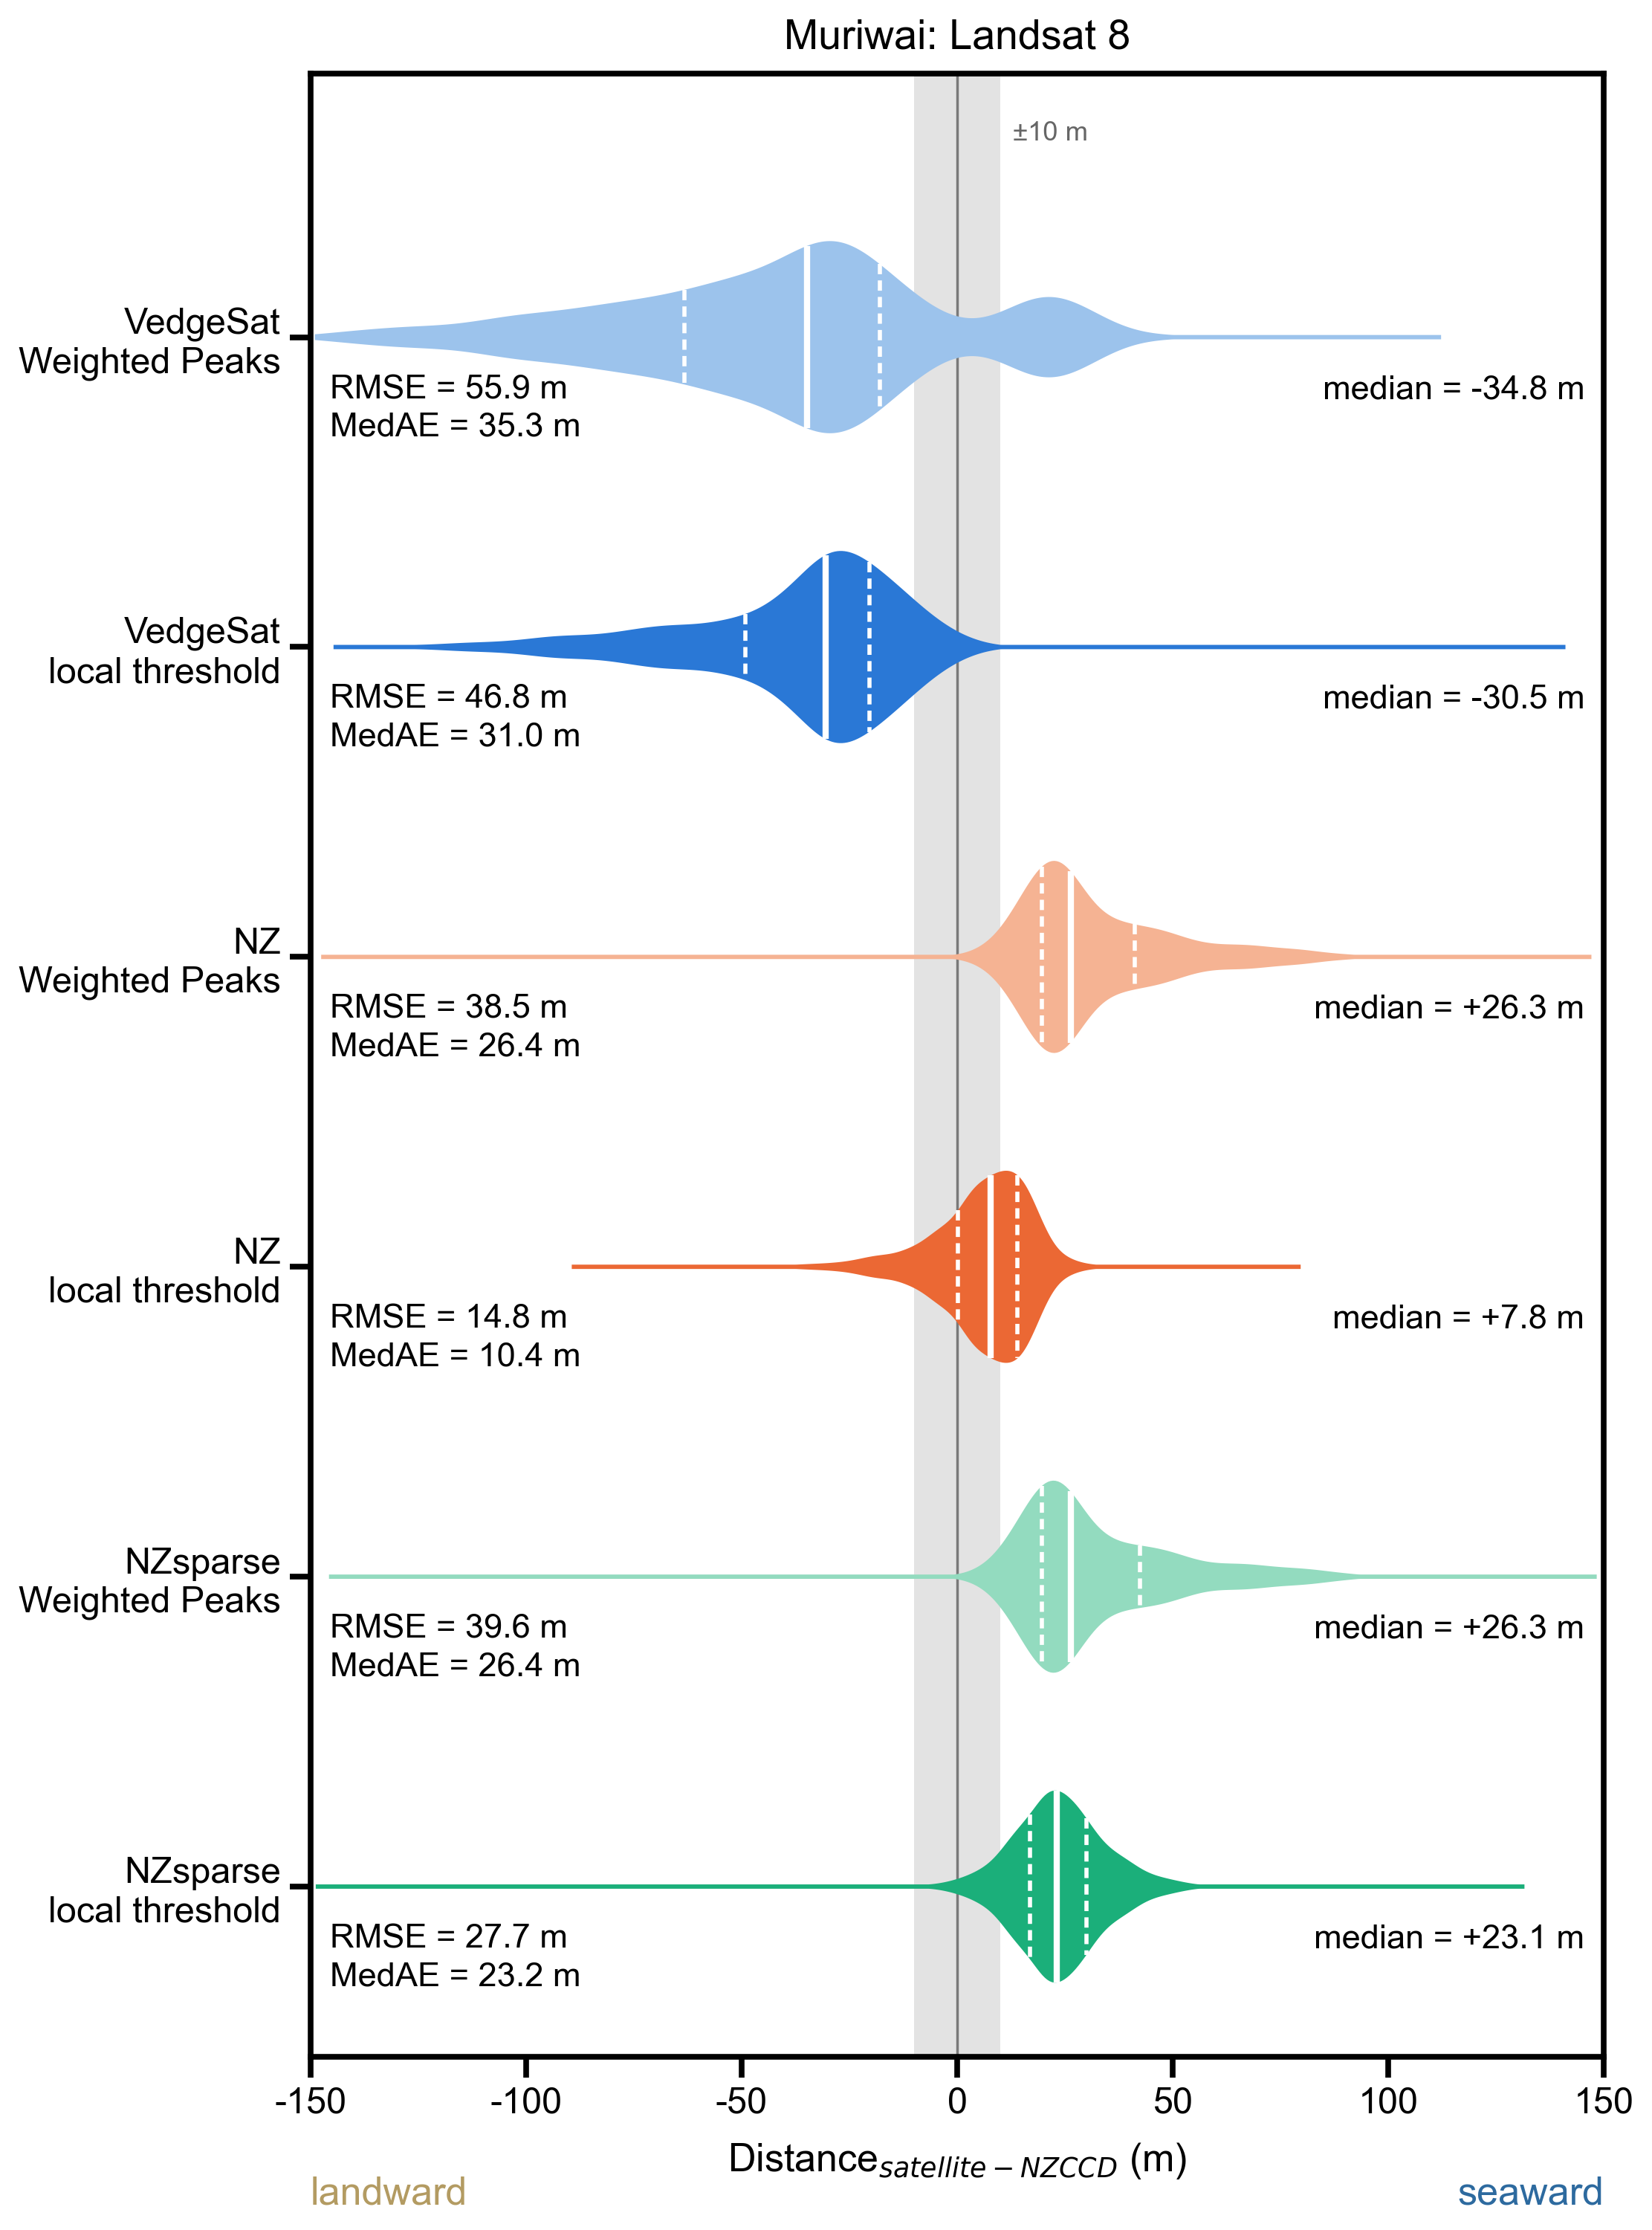 Muriwai: Landsat 8
±10 m
VedgeSat
Weighted Peaks
RMSE = 55.9 m
MedAE = 35.3 m
median = -34.8 m
VedgeSat
local threshold
RMSE = 46.8 m
MedAE = 31.0 m
median = -30.5 m
NZ
Weighted Peaks
RMSE = 38.5 m
MedAE = 26.4 m
median = +26.3 m
NZ
local threshold
RMSE = 14.8 m
MedAE = 10.4 m
median = +7.8 m
NZsparse
Weighted Peaks
RMSE = 39.6 m
MedAE = 26.4 m
median = +26.3 m
NZsparse
local threshold
RMSE = 27.7 m
MedAE = 23.2 m
median = +23.1 m
-150 -100 -50 0 50 100 150
Distance satellite − NZCCD (m)
landward seaward